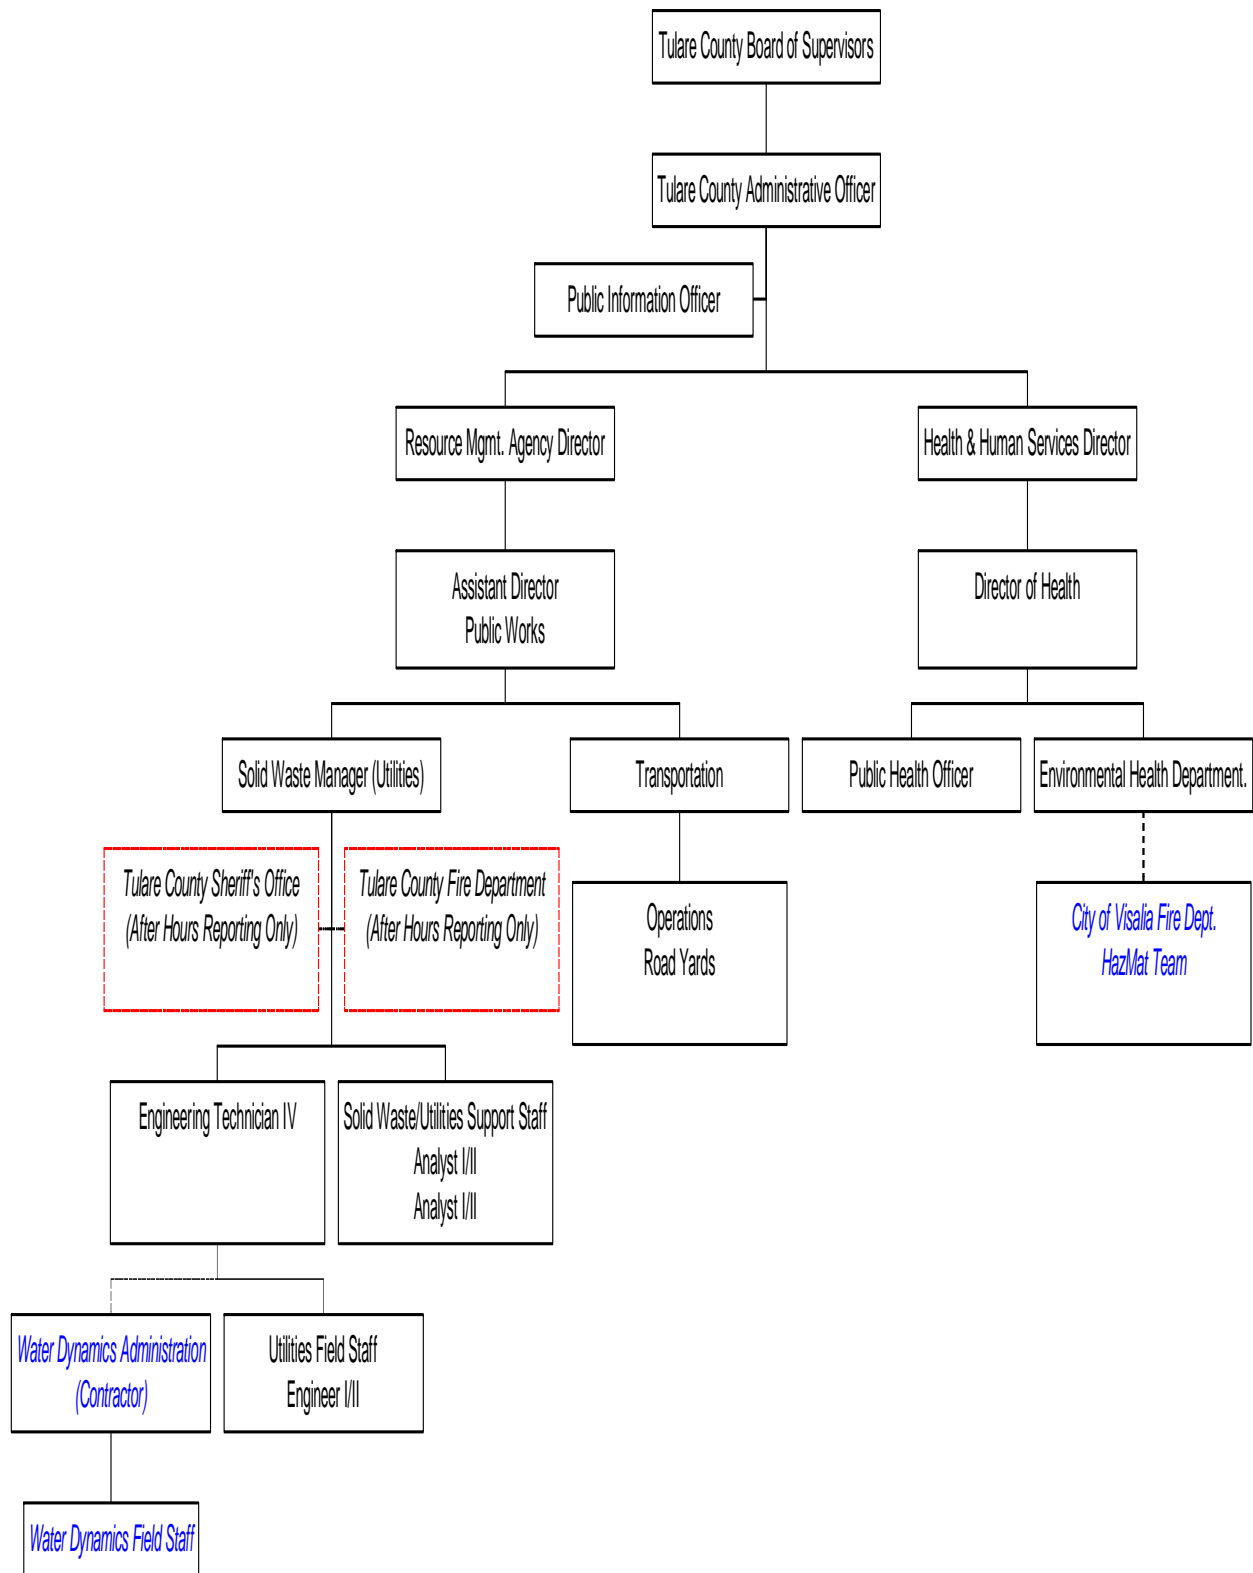 Tulare County Board of Supervisors
Tulare County Administrative Officer
Public Information Officer
Resource Mgmt. Agency Director
Health & Human Services Director
Assistant Director
Public Works
Director of Health
Solid Waste Manager (Utilities)
Transportation
Public Health Officer
Environmental Health Department.
Tulare County Sheriff's Office
(After Hours Reporting Only)
Tulare County Fire Department
(After Hours Reporting Only)
Operations
Road Yards
City of Visalia Fire Dept.
HazMat Team
Engineering Technician IV
Solid Waste/Utilities Support Staff
Analyst I/II
Analyst I/II
Water Dynamics Administration
(Contractor)
Utilities Field Staff
Engineer I/II
Water Dynamics Field Staff